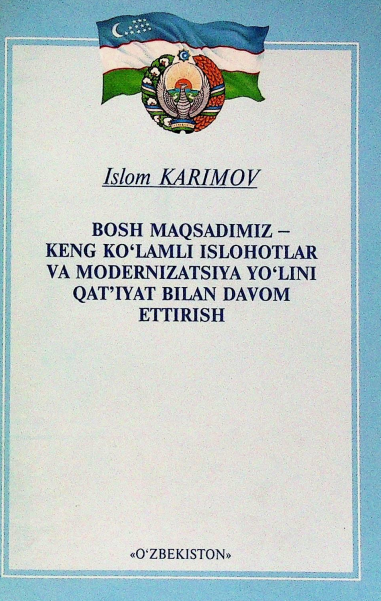 Islom KARIMOV
BOSH MAQSADIMIZ –
KENG KO‘LAMLI ISLOHOTLAR
VA MODERNIZATSIYA YO‘LINI
QAT’IYAT BILAN DAVOM
ETTIRISH
«O‘ZBEKISTON»